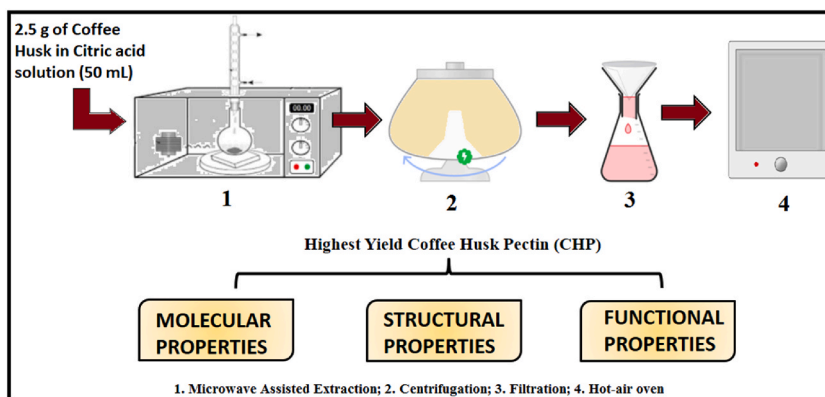 2.5 g of Coffee
Husk in Citric acid
solution (50 mL)
00.00
1
2
3
4
Highest Yield Coffee Husk Pectin (CHP)
MOLECULAR
PROPERTIES
STRUCTURAL
PROPERTIES
FUNCTIONAL
PROPERTIES
1. Microwave Assisted Extraction; 2. Centrifugation; 3. Filtration; 4. Hot-air oven